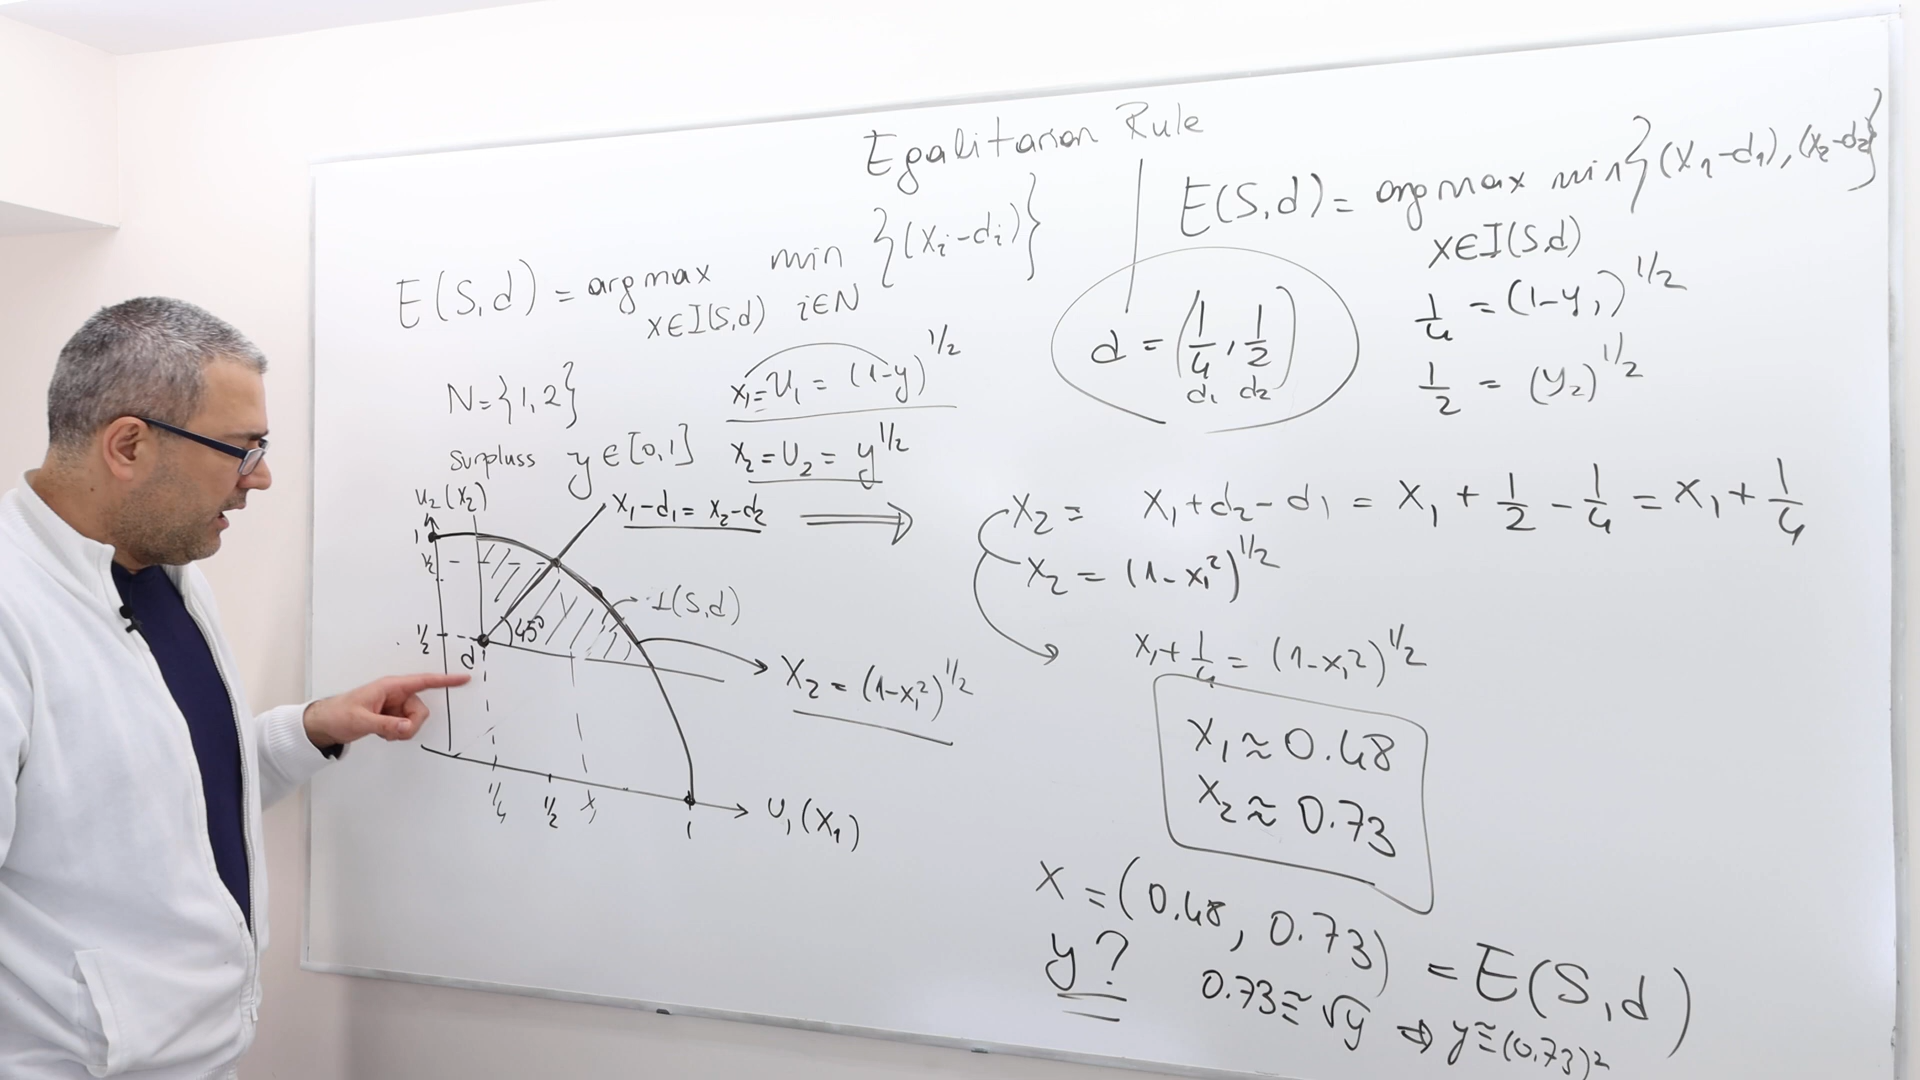 Egalitarian Rule
E(S,d) = argmax min {(xᵢ-dᵢ)}
x∈I(S,d) i∈N
N={1,2}
Surpluss y∈[0,1]
x₁=U₁ = (1-y)^1/2
x₂=U₂ = y^1/2
u₂(x₂)
x₁-d₁=x₂-d₂
1
1/2
45°
d
I(S,d)
x₂=(1-x₁²)^1/2
1/4 1/2 x₁ 1
U₁(x₁)
E(S,d)= argmax min{(x₁-d₁),(x₂-d₂)}
x∈I(S,d)
d = (1/4, 1/2)
d₁ d₂
1/4 = (1-y₁)^1/2
1/2 = (y₂)^1/2
x₂ = x₁+d₂-d₁ = x₁ + 1/2 - 1/4 = x₁ + 1/4
x₂ = (1-x₁²)^1/2
x₁+1/4 = (1-x₁²)^1/2
x₁≈0.48
x₂≈0.73
x=(0.48, 0.73) = E(S,d)
y? 0.73≅√y ⇒ y≅(0.73)²